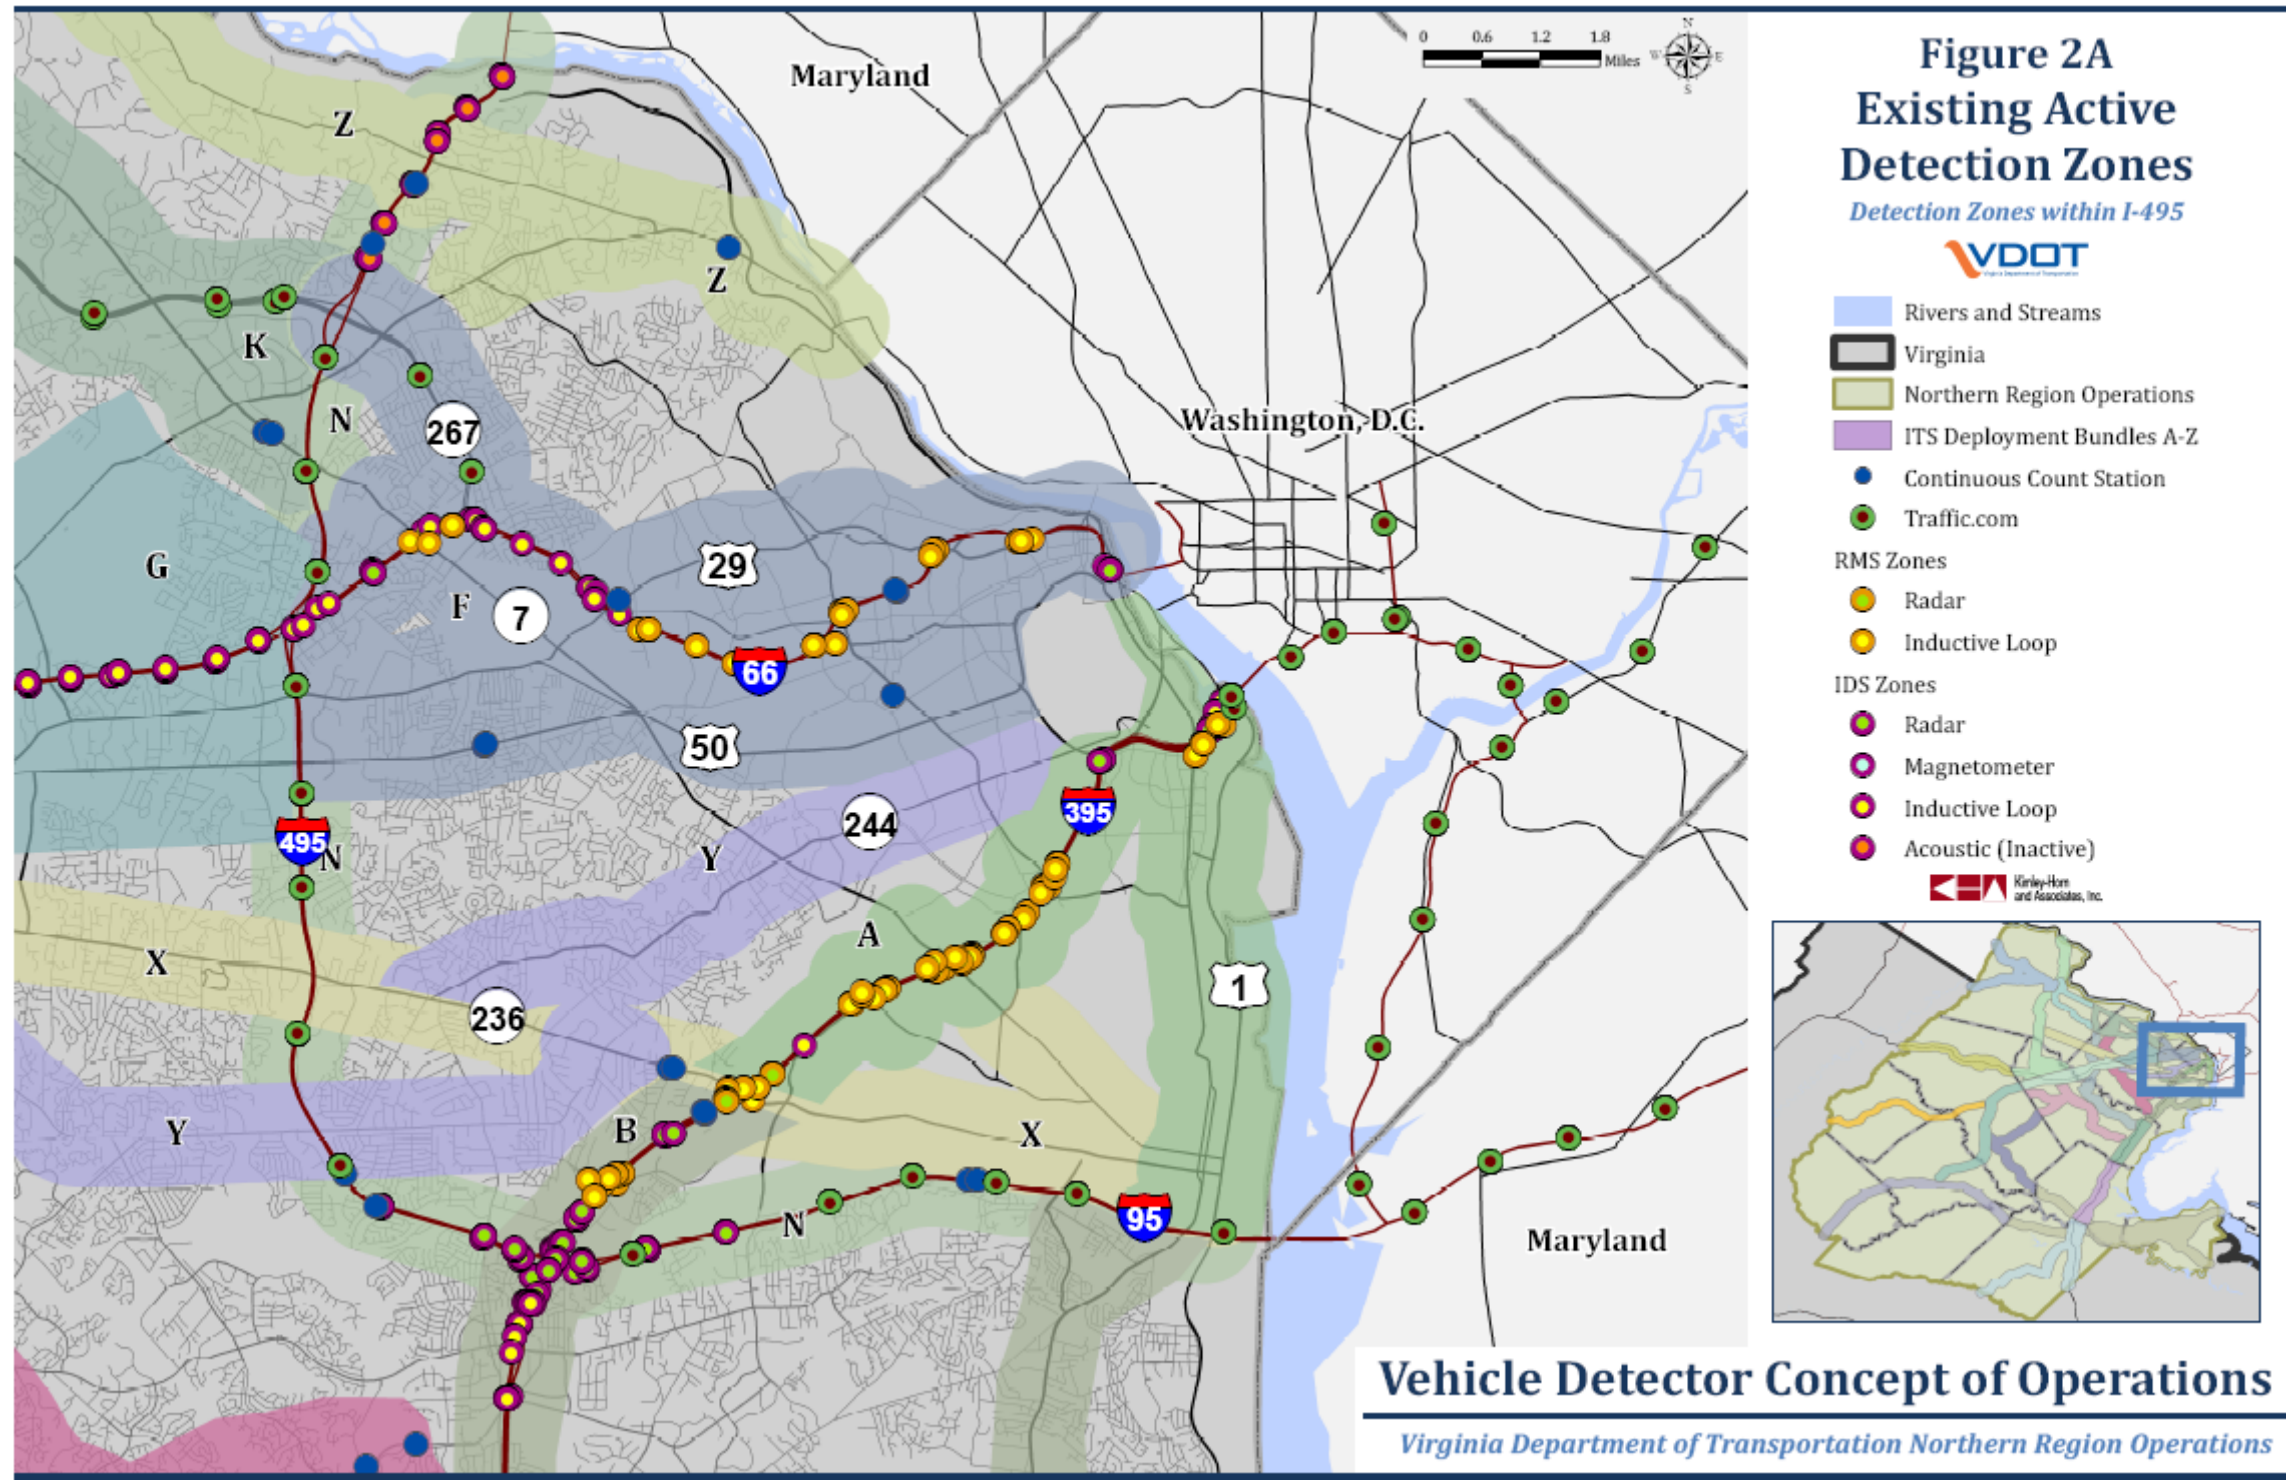 Figure 2A
Existing Active
Detection Zones
Detection Zones within I-495
VDOT
Virginia Department of Transportation
Rivers and Streams
Virginia
Northern Region Operations
ITS Deployment Bundles A-Z
Continuous Count Station
Traffic.com
RMS Zones
Radar
Inductive Loop
IDS Zones
Radar
Magnetometer
Inductive Loop
Acoustic (Inactive)
Kimley-Horn
and Associates, Inc.
0 0.6 1.2 1.8
Miles
N
W E
S
Maryland
Z
Z
K
N
267
Washington, D.C.
G
F
29
7
66
50
395
495
N
244
Y
A
X
1
236
B
Y
X
N
95
Maryland
Vehicle Detector Concept of Operations
Virginia Department of Transportation Northern Region Operations